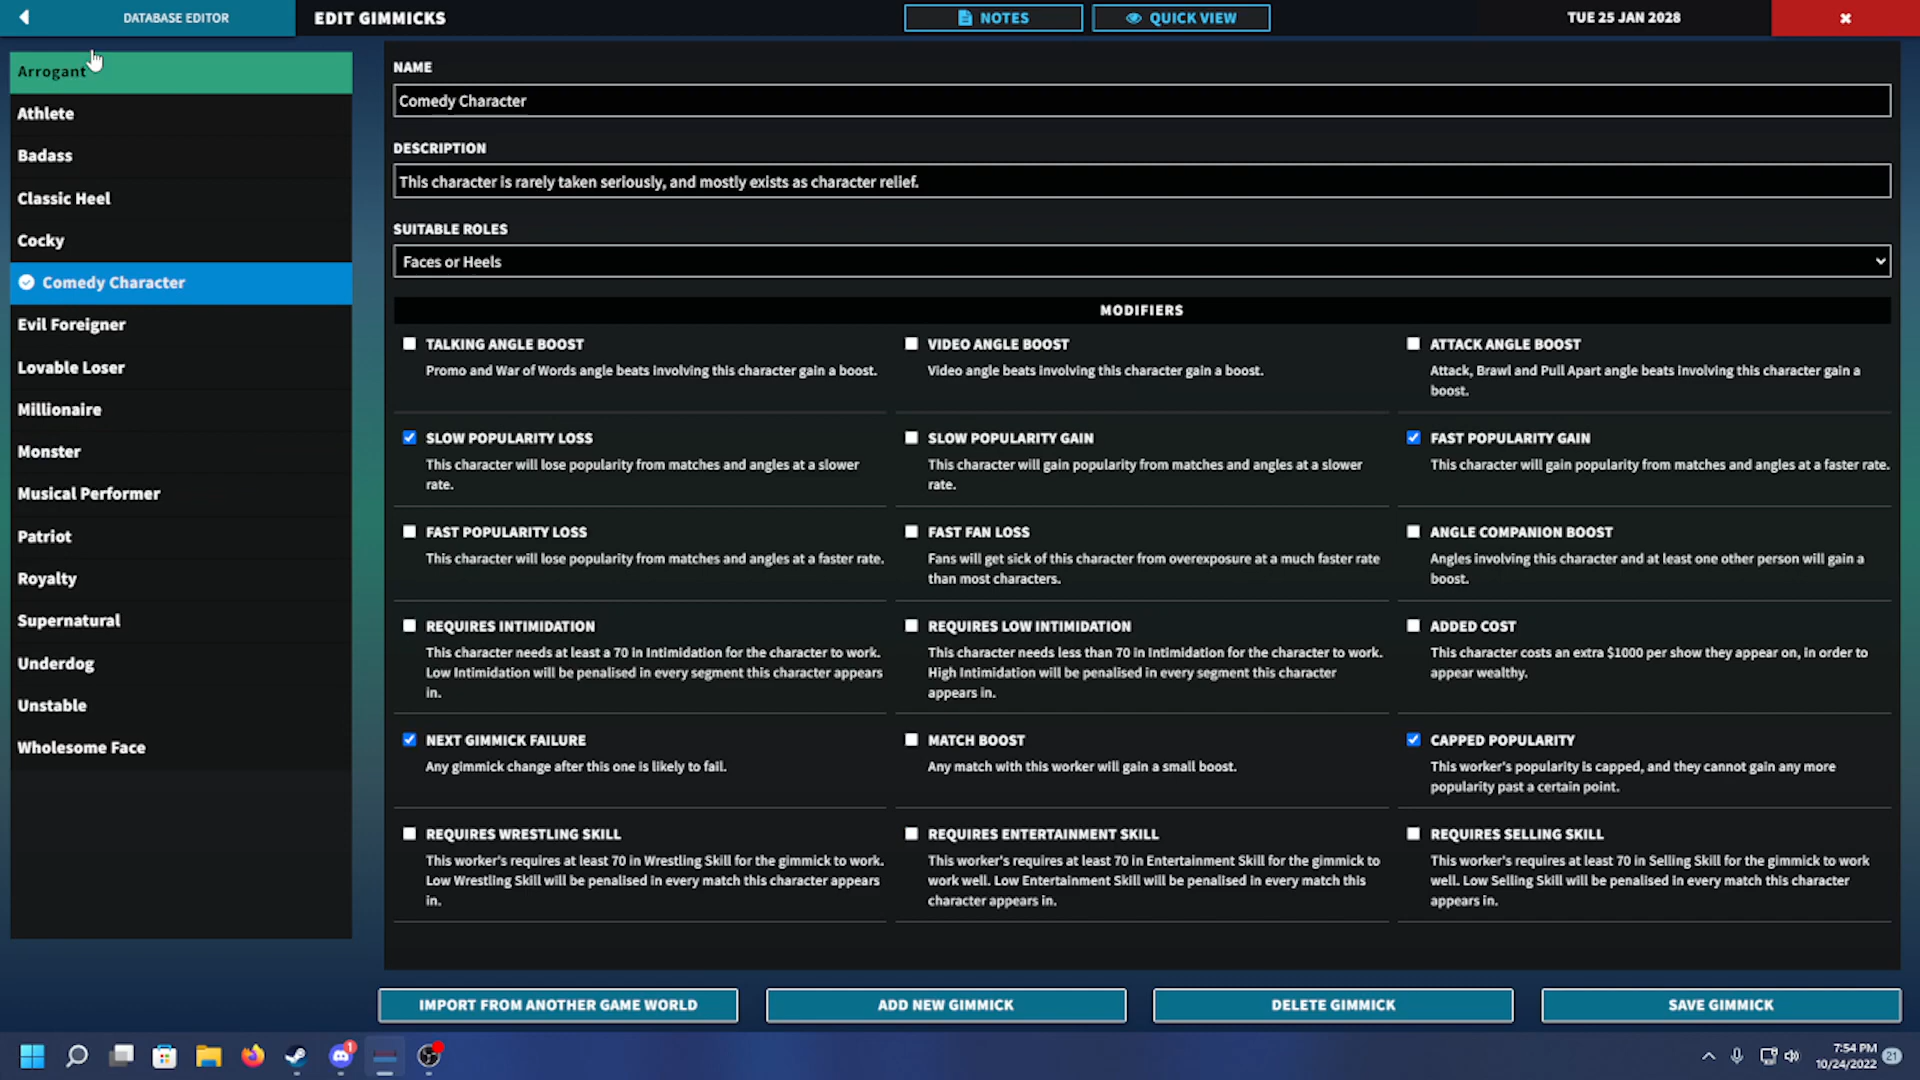 DATABASE EDITOR
EDIT GIMMICKS
NOTES
QUICK VIEW
TUE 25 JAN 2028
Arrogant
Athlete
Badass
Classic Heel
Cocky
Comedy Character
Evil Foreigner
Lovable Loser
Millionaire
Monster
Musical Performer
Patriot
Royalty
Supernatural
Underdog
Unstable
Wholesome Face
NAME
Comedy Character
DESCRIPTION
This character is rarely taken seriously, and mostly exists as character relief.
SUITABLE ROLES
Faces or Heels
MODIFIERS
TALKING ANGLE BOOST
Promo and War of Words angle beats involving this character gain a boost.
VIDEO ANGLE BOOST
Video angle beats involving this character gain a boost.
ATTACK ANGLE BOOST
Attack, Brawl and Pull Apart angle beats involving this character gain a
boost.
SLOW POPULARITY LOSS
This character will lose popularity from matches and angles at a slower
rate.
SLOW POPULARITY GAIN
This character will gain popularity from matches and angles at a slower
rate.
FAST POPULARITY GAIN
This character will gain popularity from matches and angles at a faster rate.
FAST POPULARITY LOSS
This character will lose popularity from matches and angles at a faster rate.
FAST FAN LOSS
Fans will get sick of this character from overexposure at a much faster rate
than most characters.
ANGLE COMPANION BOOST
Angles involving this character and at least one other person will gain a
boost.
REQUIRES INTIMIDATION
This character needs at least a 70 in Intimidation for the character to work.
Low Intimidation will be penalised in every segment this character appears
in.
REQUIRES LOW INTIMIDATION
This character needs less than 70 in Intimidation for the character to work.
High Intimidation will be penalised in every segment this character
appears in.
ADDED COST
This character costs an extra $1000 per show they appear on, in order to
appear wealthy.
NEXT GIMMICK FAILURE
Any gimmick change after this one is likely to fail.
MATCH BOOST
Any match with this worker will gain a small boost.
CAPPED POPULARITY
This worker's popularity is capped, and they cannot gain any more
popularity past a certain point.
REQUIRES WRESTLING SKILL
This worker's requires at least 70 in Wrestling Skill for the gimmick to work.
Low Wrestling Skill will be penalised in every match this character appears
in.
REQUIRES ENTERTAINMENT SKILL
This worker's requires at least 70 in Entertainment Skill for the gimmick to
work well. Low Entertainment Skill will be penalised in every match this
character appears in.
REQUIRES SELLING SKILL
This worker's requires at least 70 in Selling Skill for the gimmick to work
well. Low Selling Skill will be penalised in every match this character
appears in.
IMPORT FROM ANOTHER GAME WORLD
ADD NEW GIMMICK
DELETE GIMMICK
SAVE GIMMICK
1
7:54 PM
10/24/2022
21